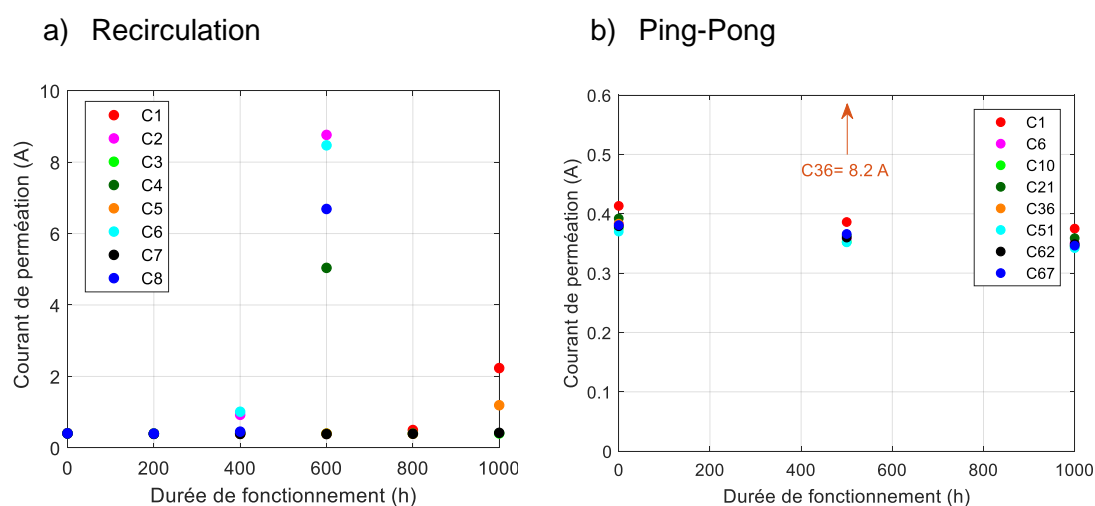 a) Recirculation
b) Ping-Pong
Courant de perméation (A)
10
8
6
4
2
0
C1
C2
C3
C4
C5
C6
C7
C8
0 200 400 600 800 1000
Durée de fonctionnement (h)
Courant de perméation (A)
0.6
0.5
0.4
0.3
0.2
0.1
0
C36= 8.2 A
C1
C6
C10
C21
C36
C51
C62
C67
0 200 400 600 800 1000
Durée de fonctionnement (h)